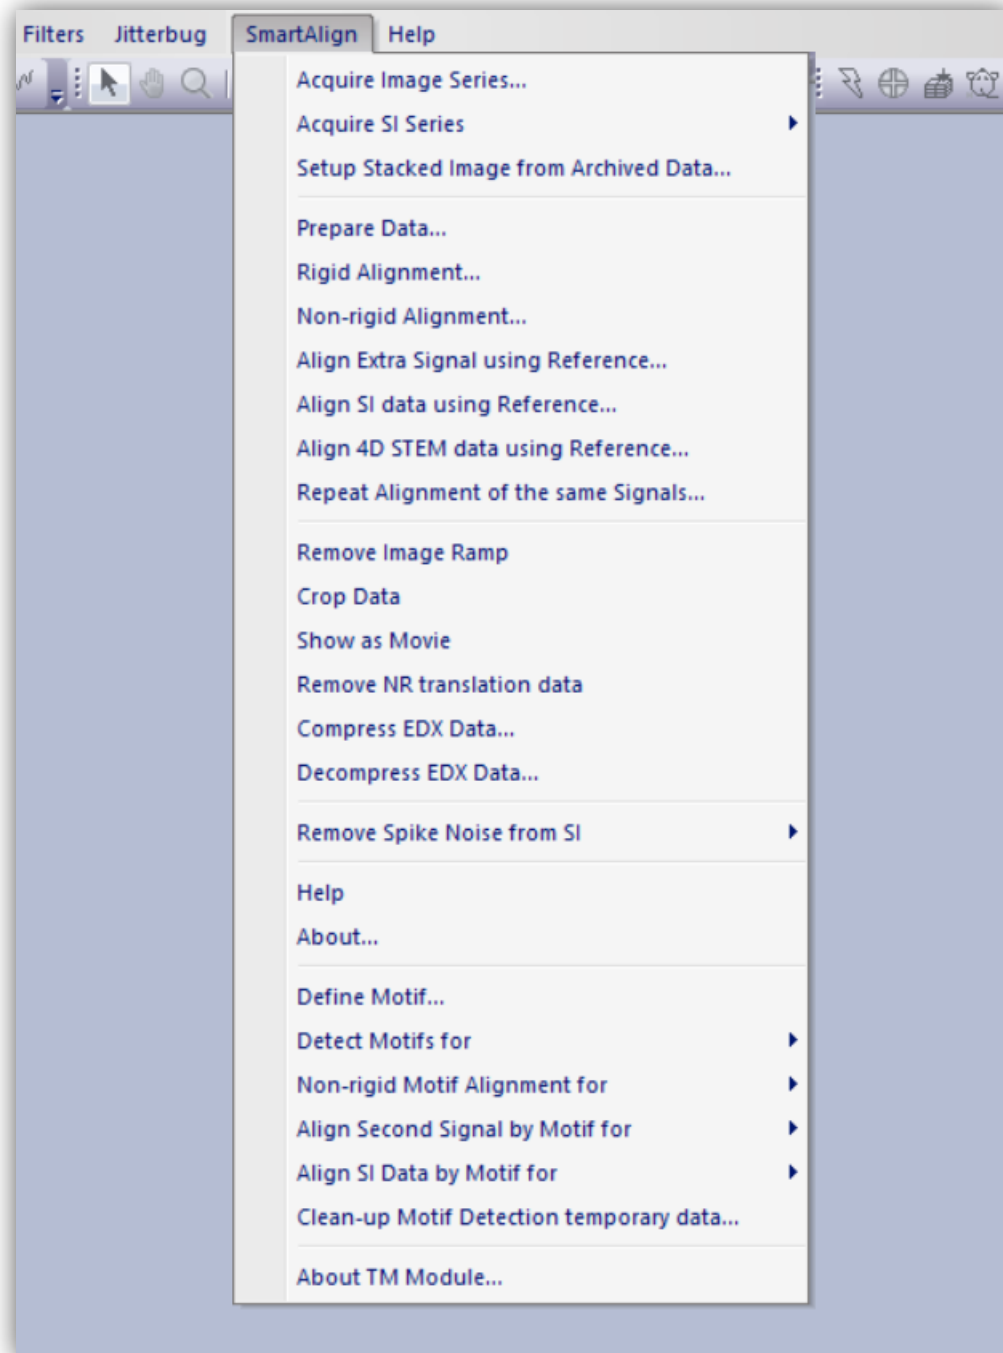 Filters Jitterbug SmartAlign Help
Acquire Image Series...
Acquire SI Series
Setup Stacked Image from Archived Data...
Prepare Data...
Rigid Alignment...
Non-rigid Alignment...
Align Extra Signal using Reference...
Align SI data using Reference...
Align 4D STEM data using Reference...
Repeat Alignment of the same Signals...
Remove Image Ramp
Crop Data
Show as Movie
Remove NR translation data
Compress EDX Data...
Decompress EDX Data...
Remove Spike Noise from SI
Help
About...
Define Motif...
Detect Motifs for
Non-rigid Motif Alignment for
Align Second Signal by Motif for
Align SI Data by Motif for
Clean-up Motif Detection temporary data...
About TM Module...